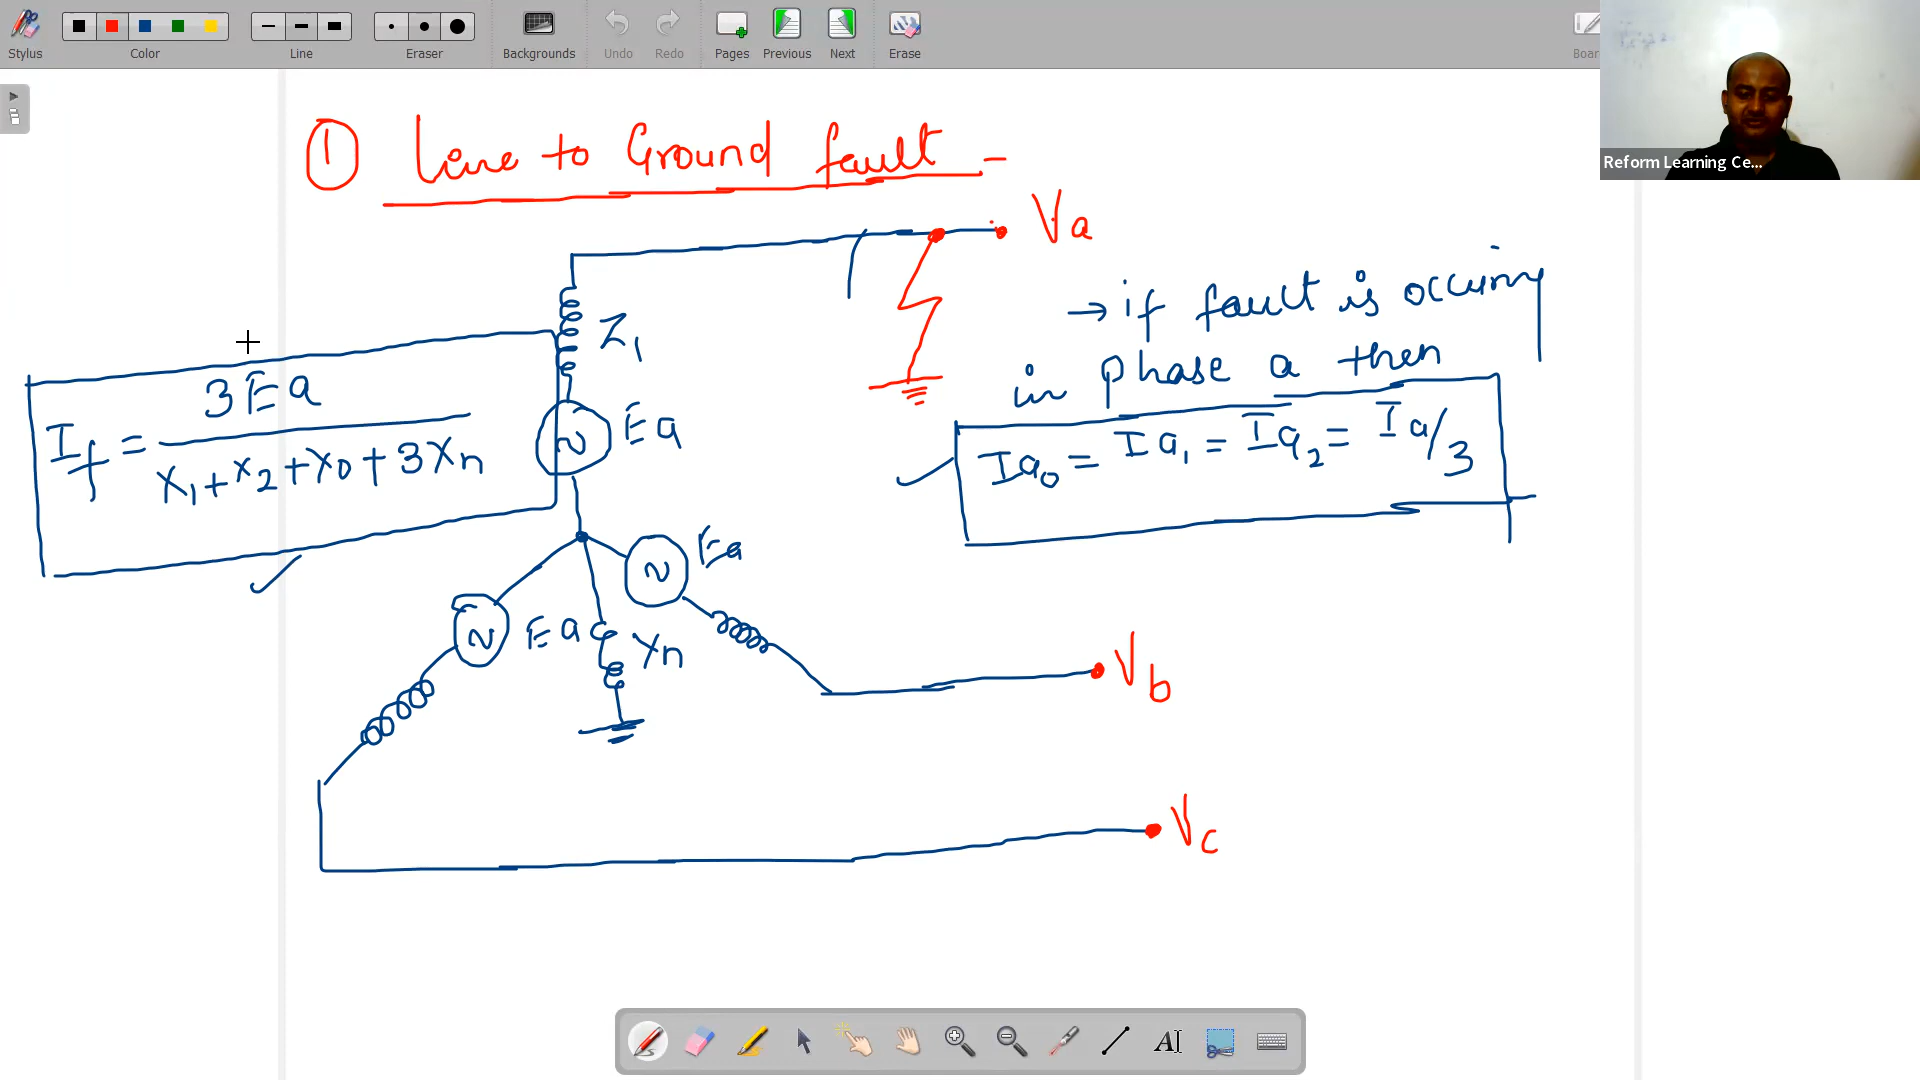 Stylus Color Line Eraser Backgrounds Undo Redo Pages Previous Next Erase
Reform Learning Ce...
① Line to Ground fault -
Va
→ if fault is occuring
in phase a then
Ia0 = Ia1 = Ia2 = Ia/3
Z1
Ea
If = 3Ea / X1+X2+X0+3Xn
Ea
Ea
Xn
Vb
Vc